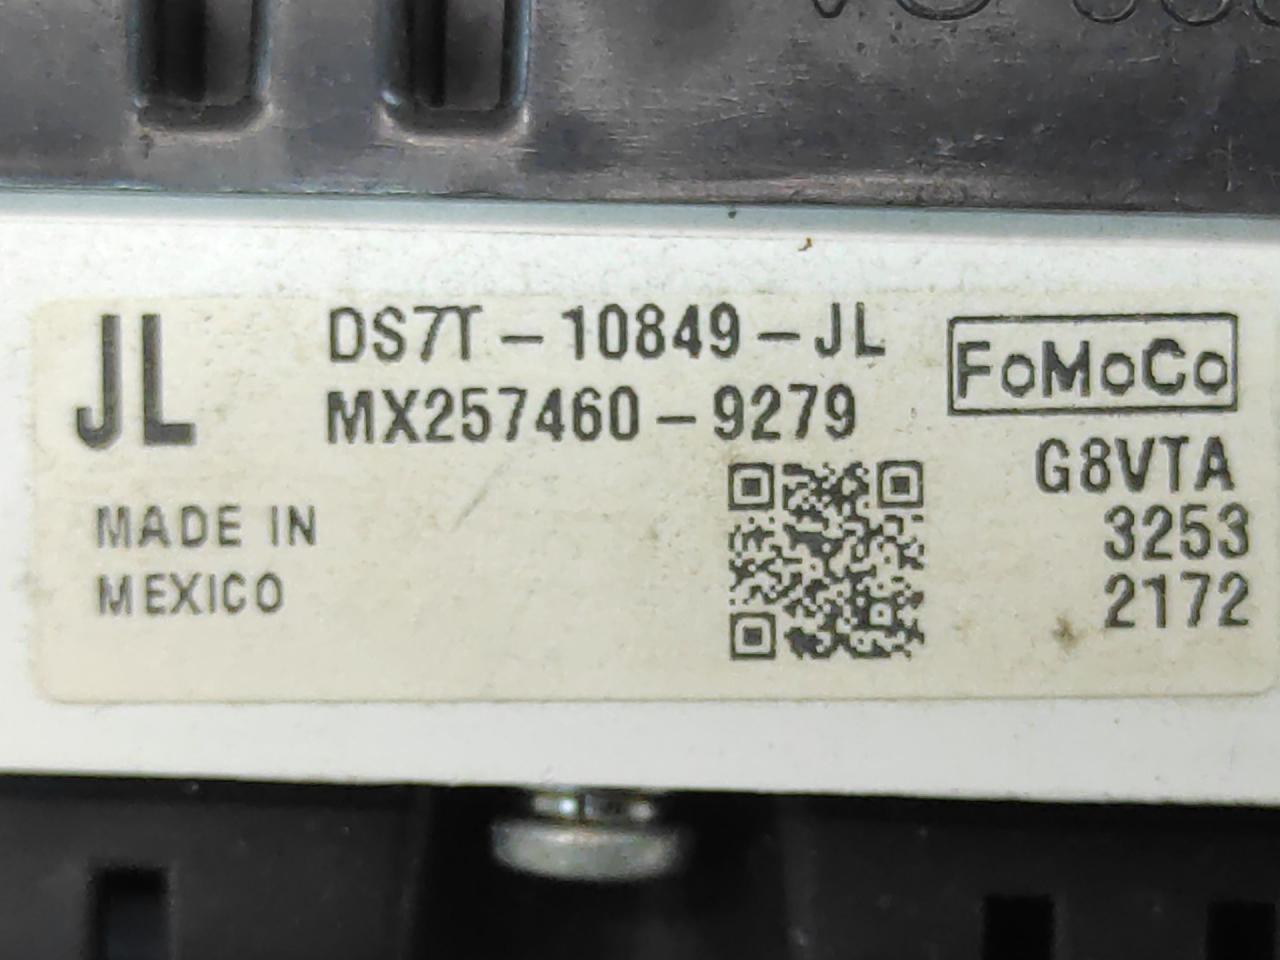 JL
DS7T-10849-JL
MX257460-9279
MADE IN
MEXICO
FoMoCo
G8VTA
3253
2172